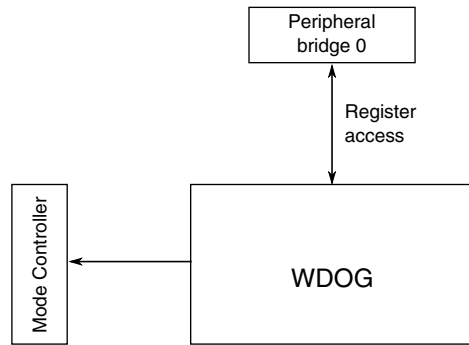 Peripheral
bridge 0
Register
access
Mode Controller
WDOG